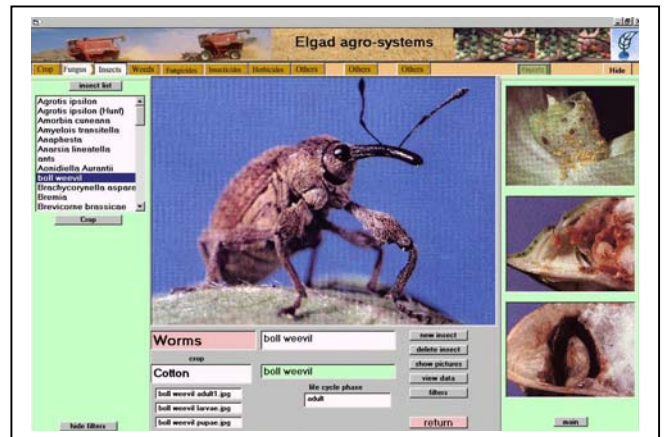 Elgad agro-systems
Crop Fungus Insects Weeds Fungicides Insecticides Herbicides Others Others Others Insects Hide
insect list
Agrotis ipsilon
Agrotis ipsilon (Hunf)
Amorbia cuneana
Amyelois transitella
Anaphesta
Anarsia lineatella
ants
Aonidiella Aurantii
boll weevil
Brachycorynella aspare
Bremia
Brevicorne brassicae
Crop
hide filters
Worms
boll weevil
crop
Cotton
boll weevil
life cycle phase
adult
boll weevil adult1.jpg
boll weevil larvae.jpg
boll weevil pupae.jpg
new insect
delete insect
show pictures
view data
filters
return
main